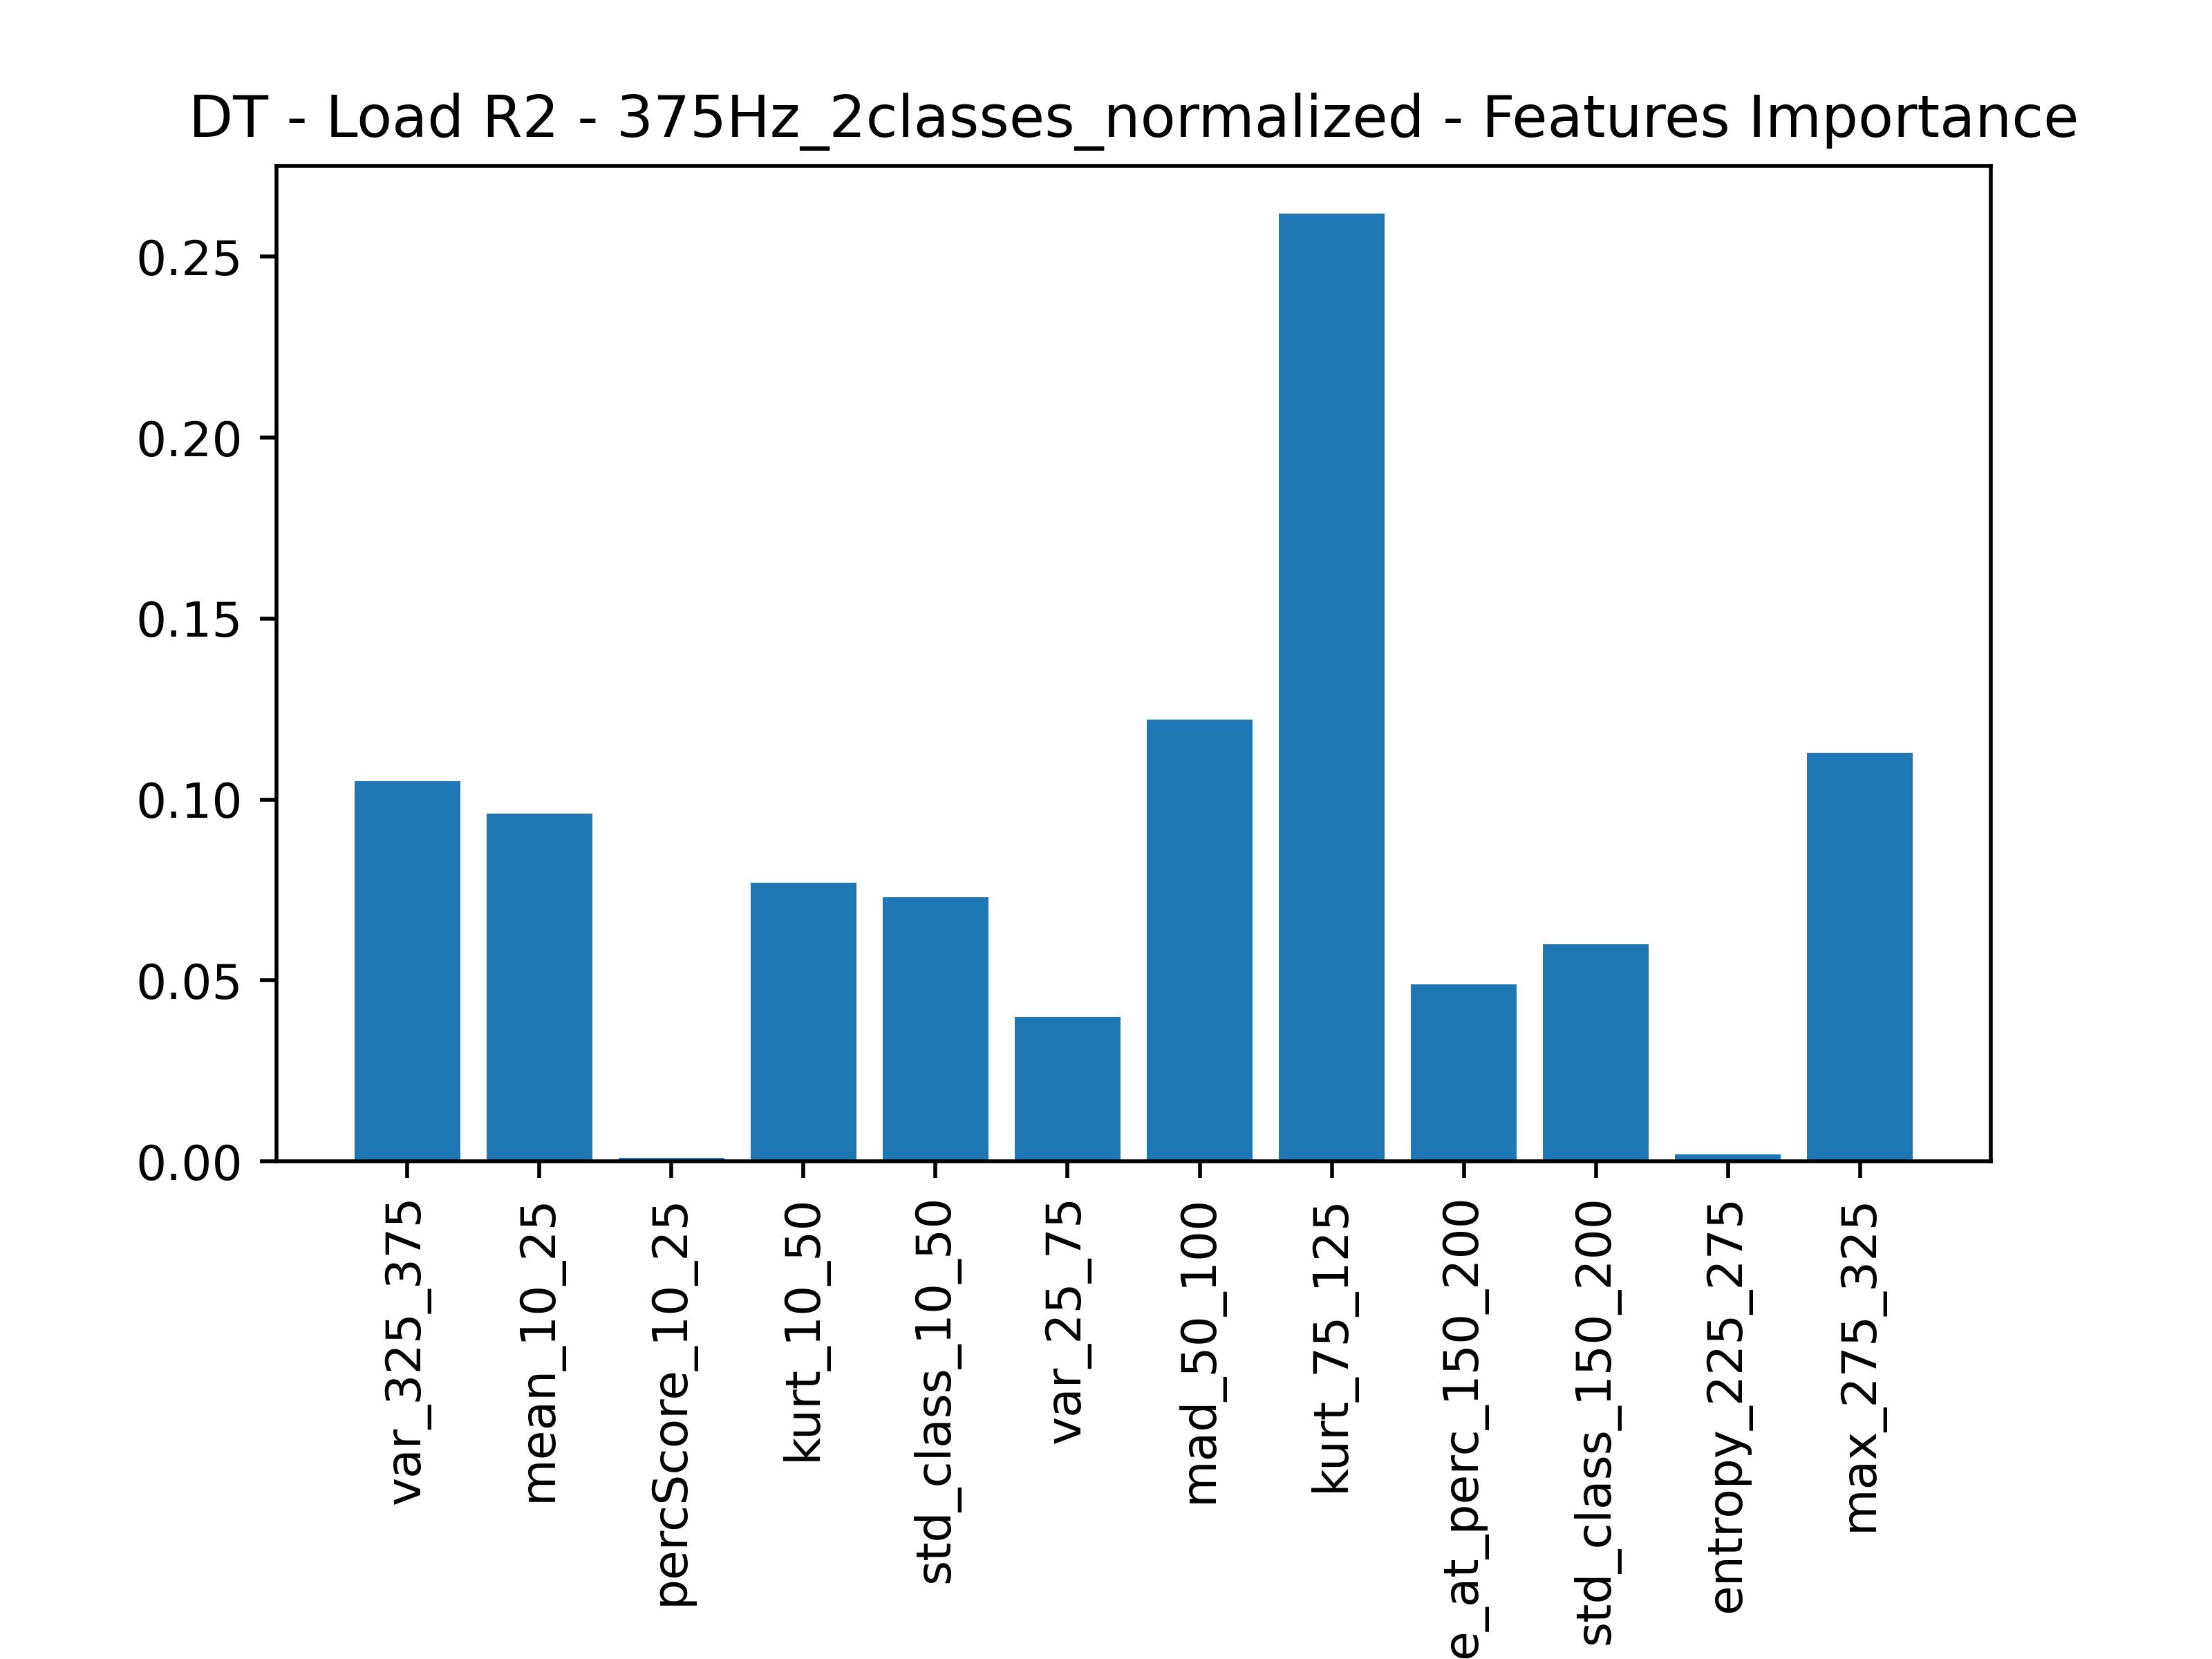 DT - Load R2 - 375Hz_2classes_normalized - Features Importance
0.25
0.20
0.15
0.10
0.05
0.00
var_325_375
mean_10_25
percScore_10_25
kurt_10_50
std_class_10_50
var_25_75
mad_50_100
kurt_75_125
e_at_perc_150_200
std_class_150_200
entropy_225_275
max_275_325